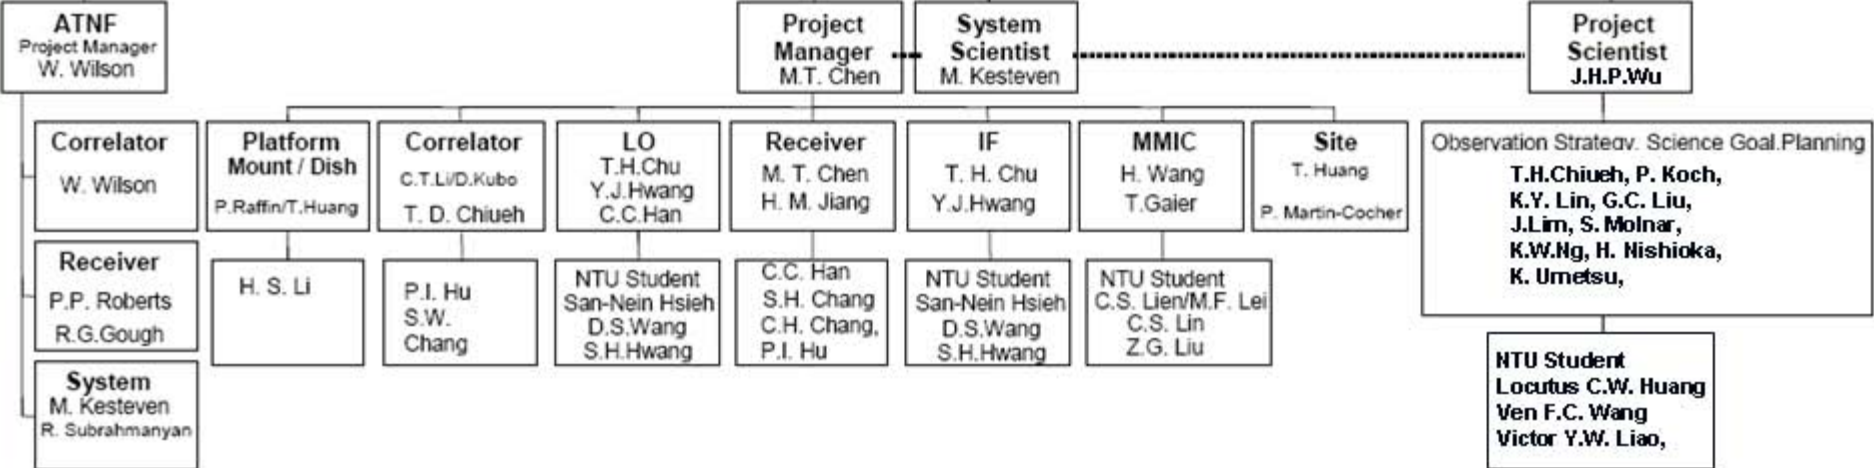 ATNF
Project Manager
W. Wilson
Project
Manager
M.T. Chen
System
Scientist
M. Kesteven
Project
Scientist
J.H.P.Wu
Correlator
W. Wilson
Receiver
P.P. Roberts
R.G.Gough
System
M. Kesteven
R. Subrahmanyan
Platform
Mount / Dish
P.Raffin/T.Huang
H. S. Li
Correlator
C.T.Li/D.Kubo
T. D. Chiueh
P.I. Hu
S.W.
Chang
LO
T.H.Chu
Y.J.Hwang
C.C.Han
NTU Student
San-Nein Hsieh
D.S.Wang
S.H.Hwang
Receiver
M. T. Chen
H. M. Jiang
C.C. Han
S.H. Chang
C.H. Chang,
P.I. Hu
IF
T. H. Chu
Y.J.Hwang
NTU Student
San-Nein Hsieh
D.S.Wang
S.H.Hwang
MMIC
H. Wang
T.Gaier
NTU Student
C.S. Lien/M.F. Lei
C.S. Lin
Z.G. Liu
Site
T. Huang
P. Martin-Cocher
Observation Strategy. Science Goal.Planning
T.H.Chiueh, P. Koch,
K.Y. Lin, G.C. Liu,
J.Lim, S. Molnar,
K.W.Ng, H. Nishioka,
K. Umetsu,
NTU Student
Locutus C.W. Huang
Ven F.C. Wang
Victor Y.W. Liao,